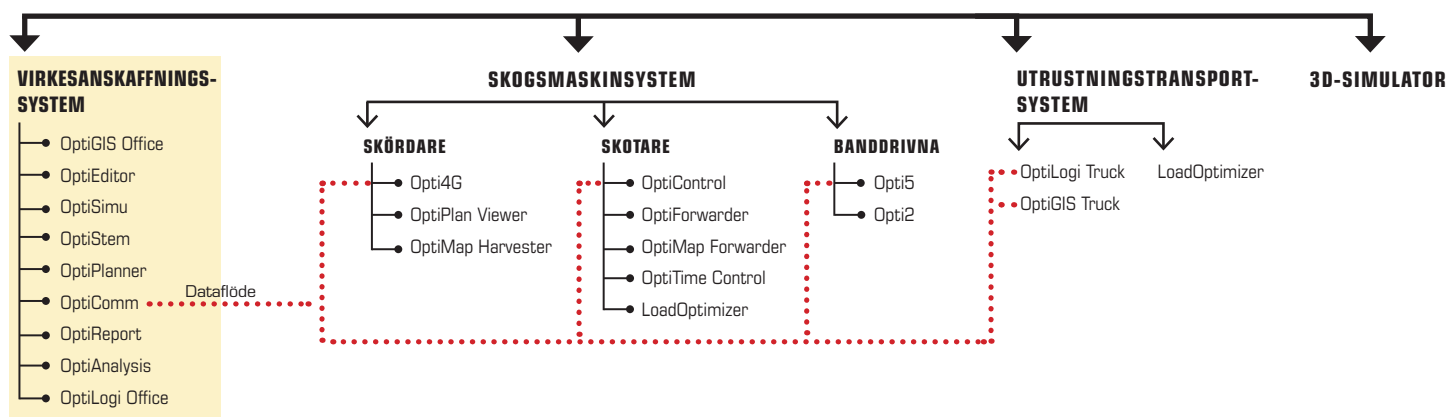 VIRKESANSKAFFNINGS-
SYSTEM
OptiGIS Office
OptiEditor
OptiSimu
OptiStem
OptiPlanner
OptiComm
OptiReport
OptiAnalysis
OptiLogi Office
Dataflöde
SKOGSMASKINSYSTEM
SKÖRDARE
Opti4G
OptiPlan Viewer
OptiMap Harvester
SKOTARE
OptiControl
OptiForwarder
OptiMap Forwarder
OptiTime Control
LoadOptimizer
BANDDRIVNA
Opti5
Opti2
UTRUSTNINGSTRANSPORT-
SYSTEM
OptiLogi Truck
OptiGIS Truck
LoadOptimizer
3D-SIMULATOR